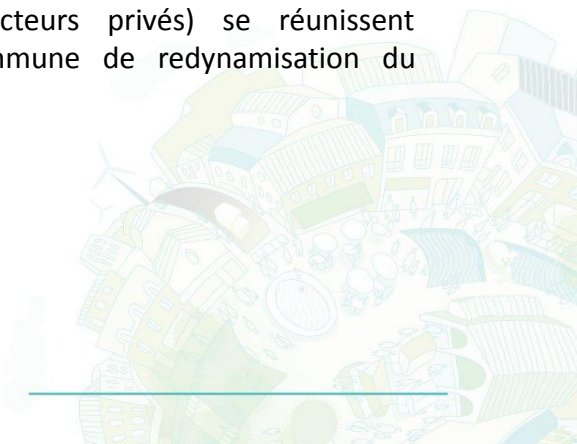 cteurs privés) se réunissent
mmune de redynamisation du